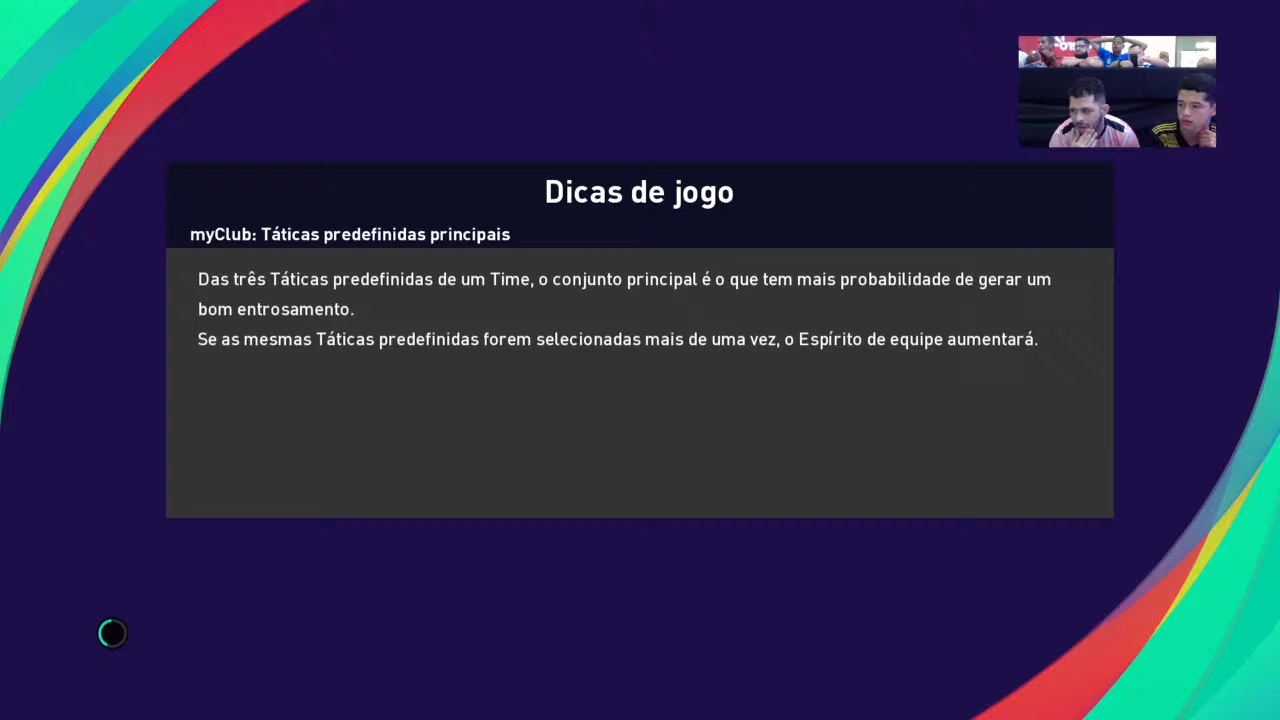 Dicas de jogo
myClub: Táticas predefinidas principais
Das três Táticas predefinidas de um Time, o conjunto principal é o que tem mais probabilidade de gerar um
bom entrosamento.
Se as mesmas Táticas predefinidas forem selecionadas mais de uma vez, o Espírito de equipe aumentará.